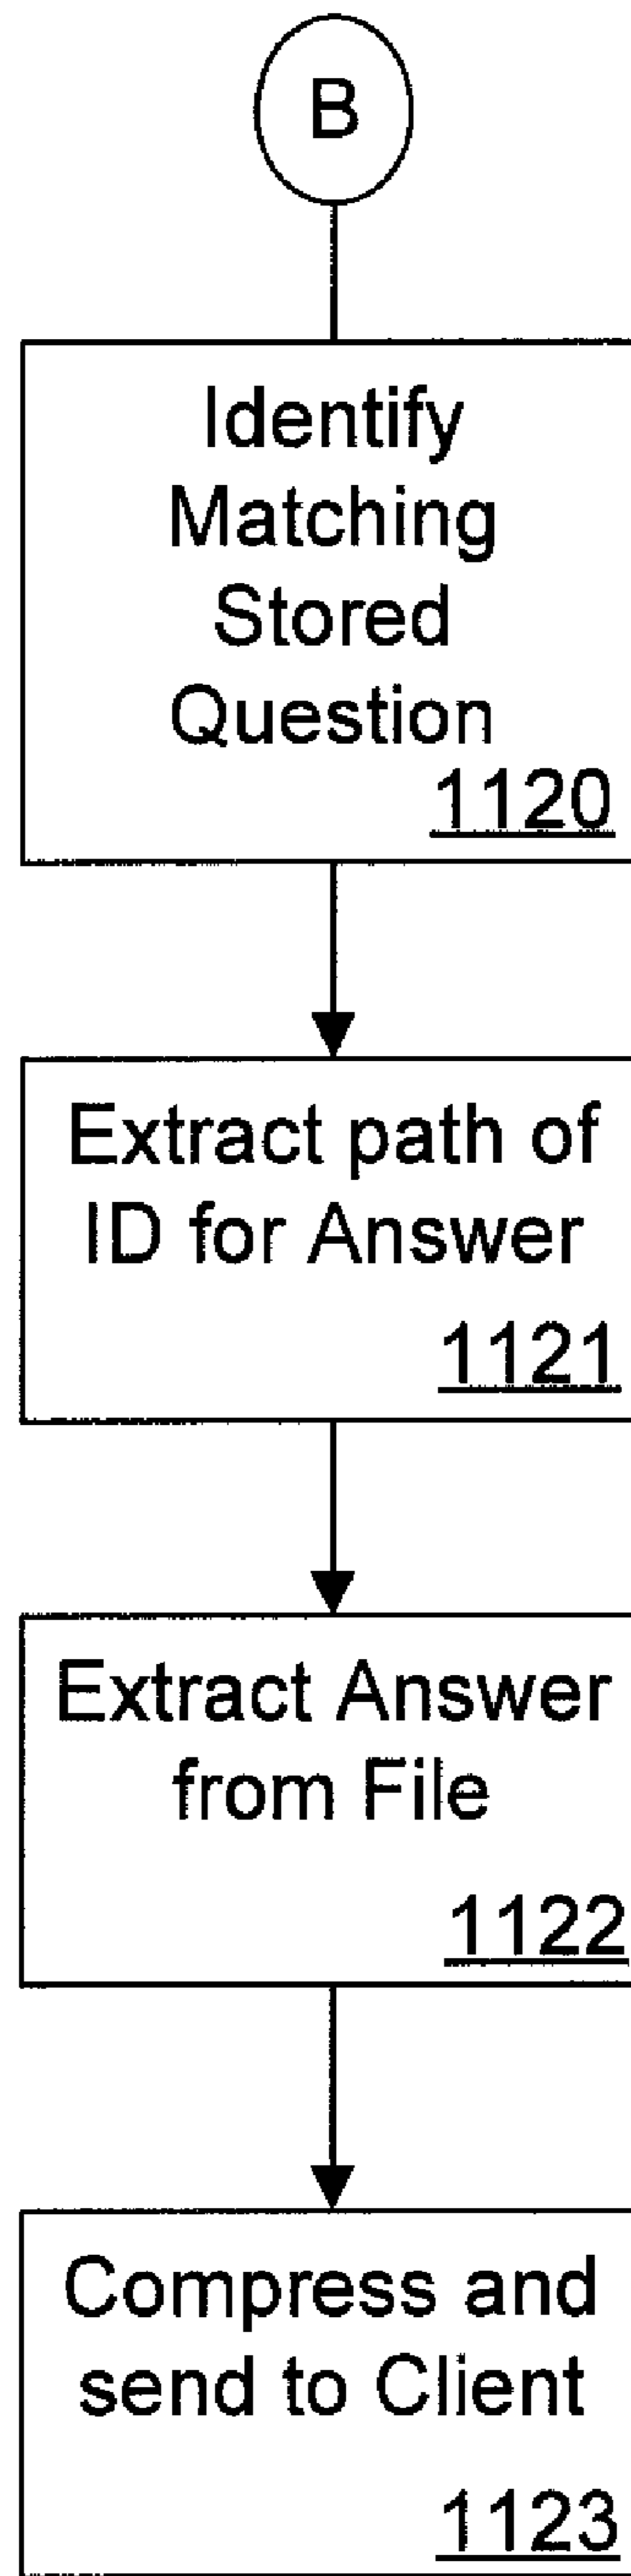 B
Identify
Matching
Stored
Question
1120
Extract path of
ID for Answer
1121
Extract Answer
from File
1122
Compress and
send to Client
1123